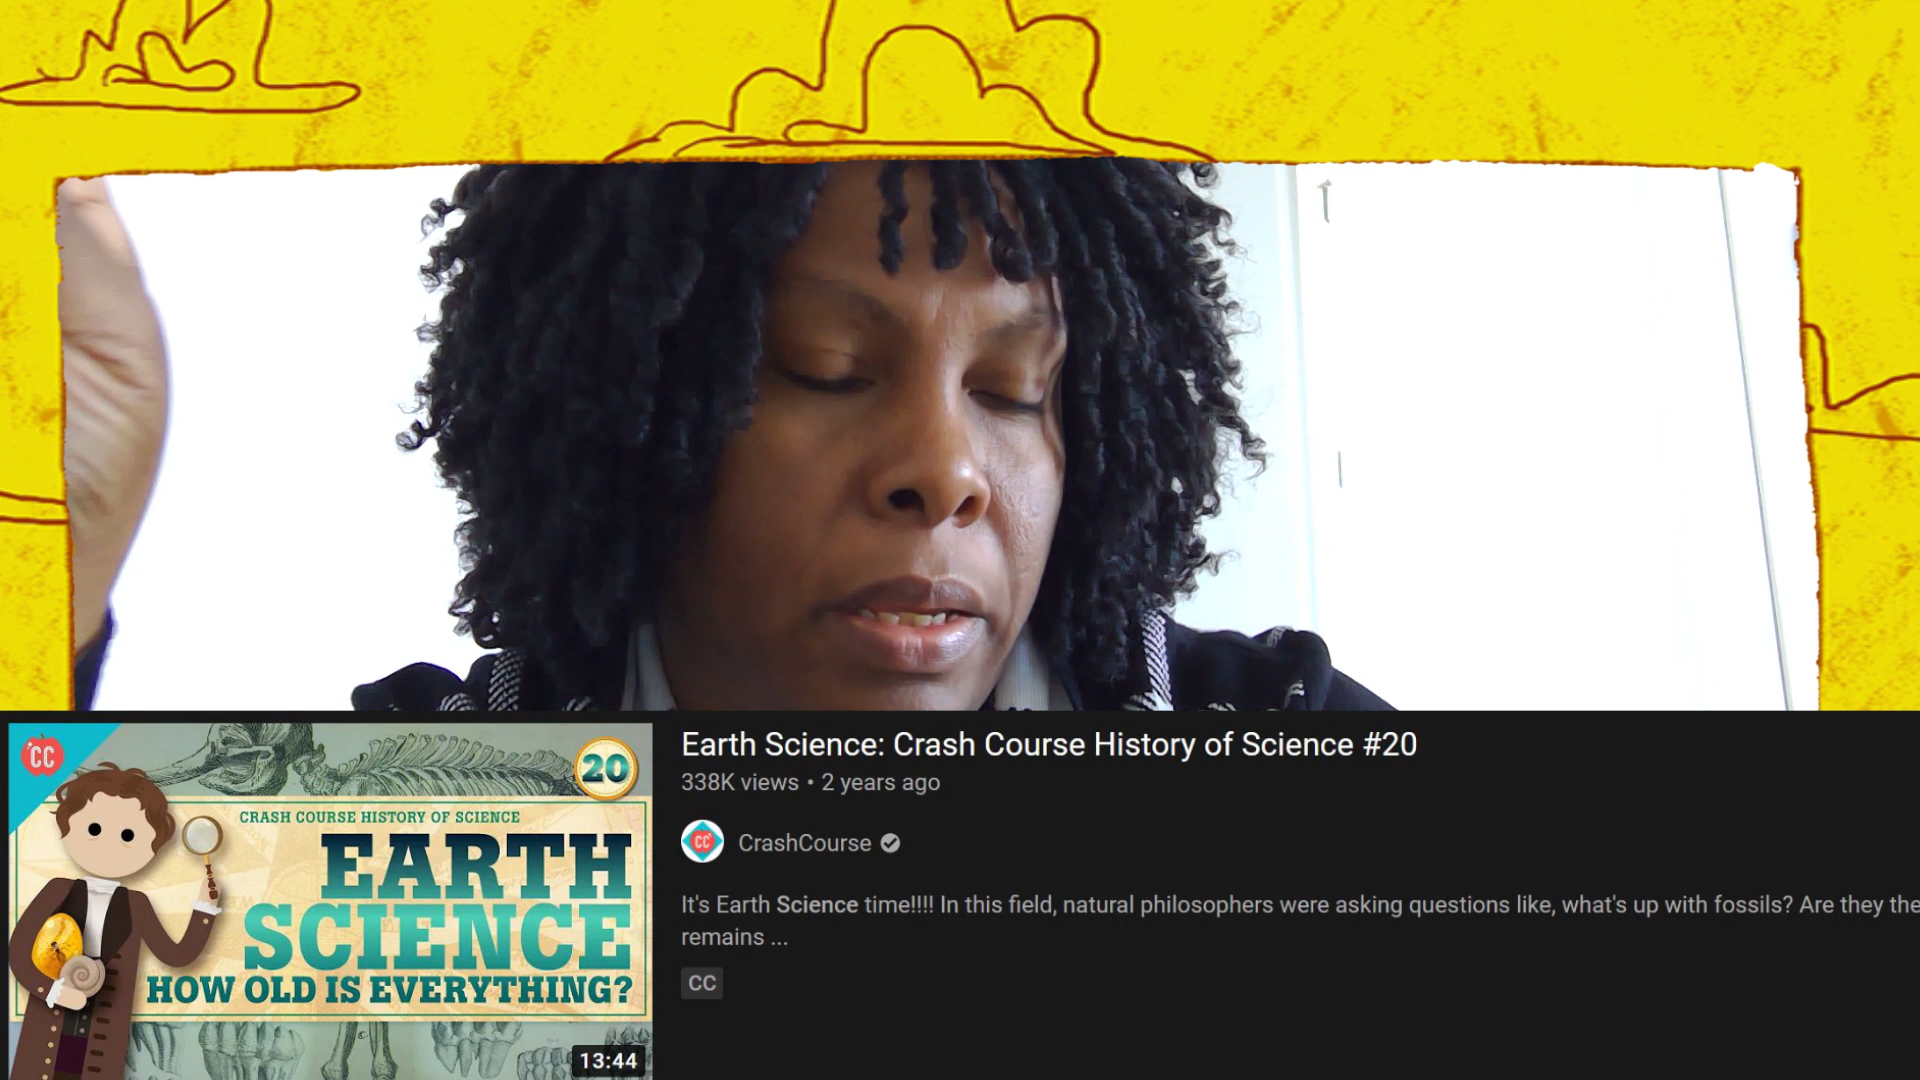 CC
20
CRASH COURSE HISTORY OF SCIENCE
EARTH
SCIENCE
HOW OLD IS EVERYTHING?
13:44
Earth Science: Crash Course History of Science #20
338K views • 2 years ago
CC CrashCourse
It's Earth Science time!!!! In this field, natural philosophers were asking questions like, what's up with fossils? Are they the
remains ...
CC